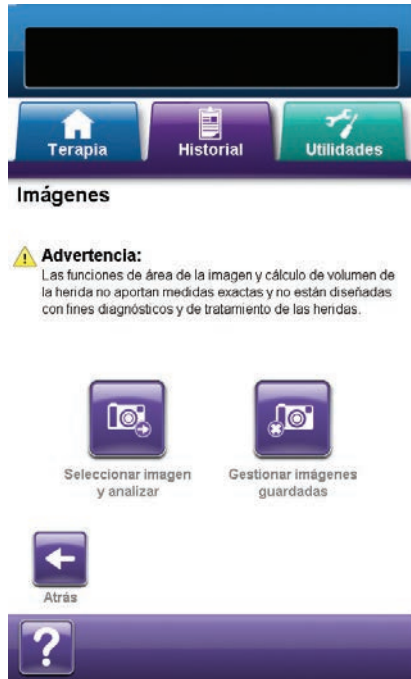 Terapia
Historial
Utilidades
Imágenes
Advertencia:
Las funciones de área de la imagen y cálculo de volumen de
la herida no aportan medidas exactas y no están diseñadas
con fines diagnósticos y de tratamiento de las heridas.
Seleccionar imagen
y analizar
Gestionar imágenes
guardadas
Atrás
?